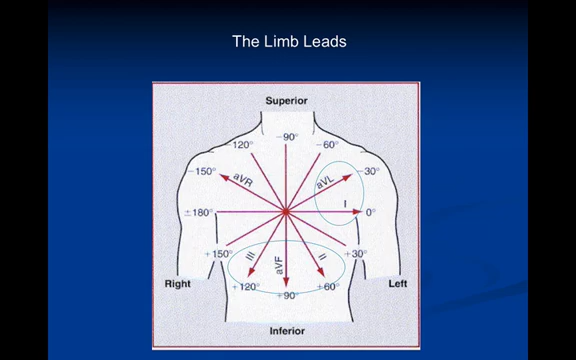 The Limb Leads
Superior
-90°
-120° -60°
-150° -30°
aVR aVL
I
±180° 0°
+150° +30°
III aVF II
+120° +60°
+90°
Right Left
Inferior